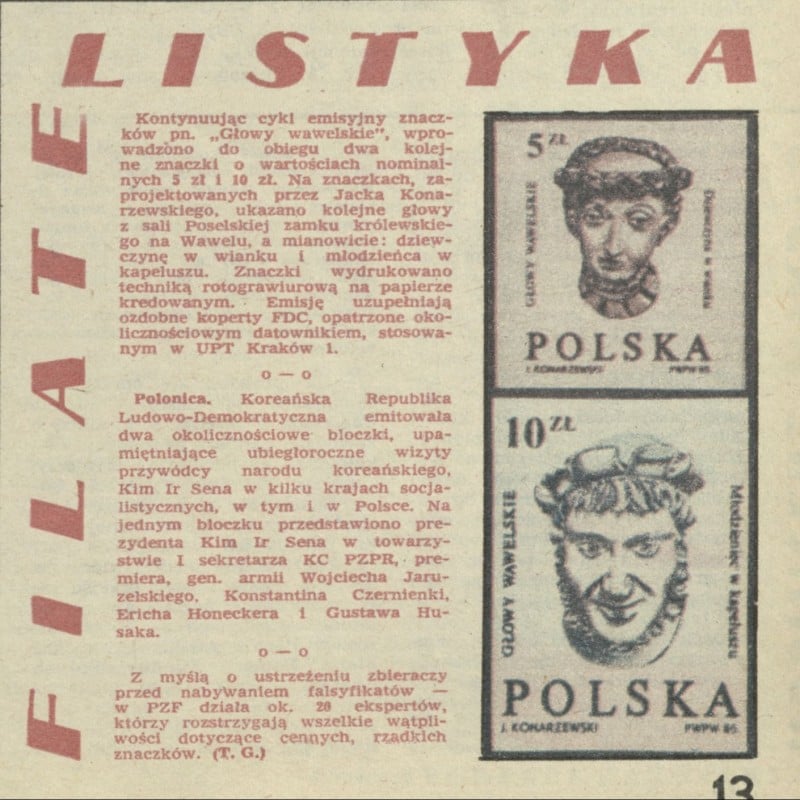 FILATELISTYKA
Kontynuując cykl emisyjny znacz-
ków pn. „Głowy wawelskie”, wpro-
wadzono do obiegu dwa kolej-
ne znaczki o wartościach nominal-
nych 5 zł i 10 zł. Na znaczkach, za-
projektowanych przez Jacka Kona-
rzewskiego, ukazano kolejne głowy
z sali Poselskiej zamku królewskie-
go na Wawelu, a mianowicie: dziew-
czynę w wianku i młodzieńca w
kapeluszu. Znaczki wydrukowano
techniką rotograwiurową na papierze
kredowanym. Emisję uzupełniają
ozdobne koperty FDC, opatrzone oko-
licznościowym datownikiem, stosowa-
nym w UPT Kraków 1.
o — o
Polonica. Koreańska Republika
Ludowo-Demokratyczna emitowała
dwa okolicznościowe bloczki, upa-
miętniające ubiegłoroczne wizyty
przywódcy narodu koreańskiego,
Kim Ir Sena w kilku krajach socja-
listycznych, w tym i w Polsce. Na
jednym bloczku przedstawiono pre-
zydenta Kim Ir Sena w towarzy-
stwie I sekretarza KC PZPR, pre-
miera, gen. armii Wojciecha Jaru-
zelskiego, Konstantina Czernienki,
Ericha Honeckera i Gustawa Hu-
saka.
o — o
Z myślą o ustrzeżeniu zbieraczy
przed nabywaniem falsyfikatów —
w PZF działa ok. 20 ekspertów,
którzy rozstrzygają wszelkie wątpli-
wości dotyczące cennych, rzadkich
znaczków. (T. G.)
5 ZŁ
GŁOWY WAWELSKIE
Dziewczyna w wianku
POLSKA
J. KONARZEWSKI PWPW 85
10 ZŁ
GŁOWY WAWELSKIE
Młodzieniec w kapeluszu
POLSKA
J. KONARZEWSKI PWPW 85
13